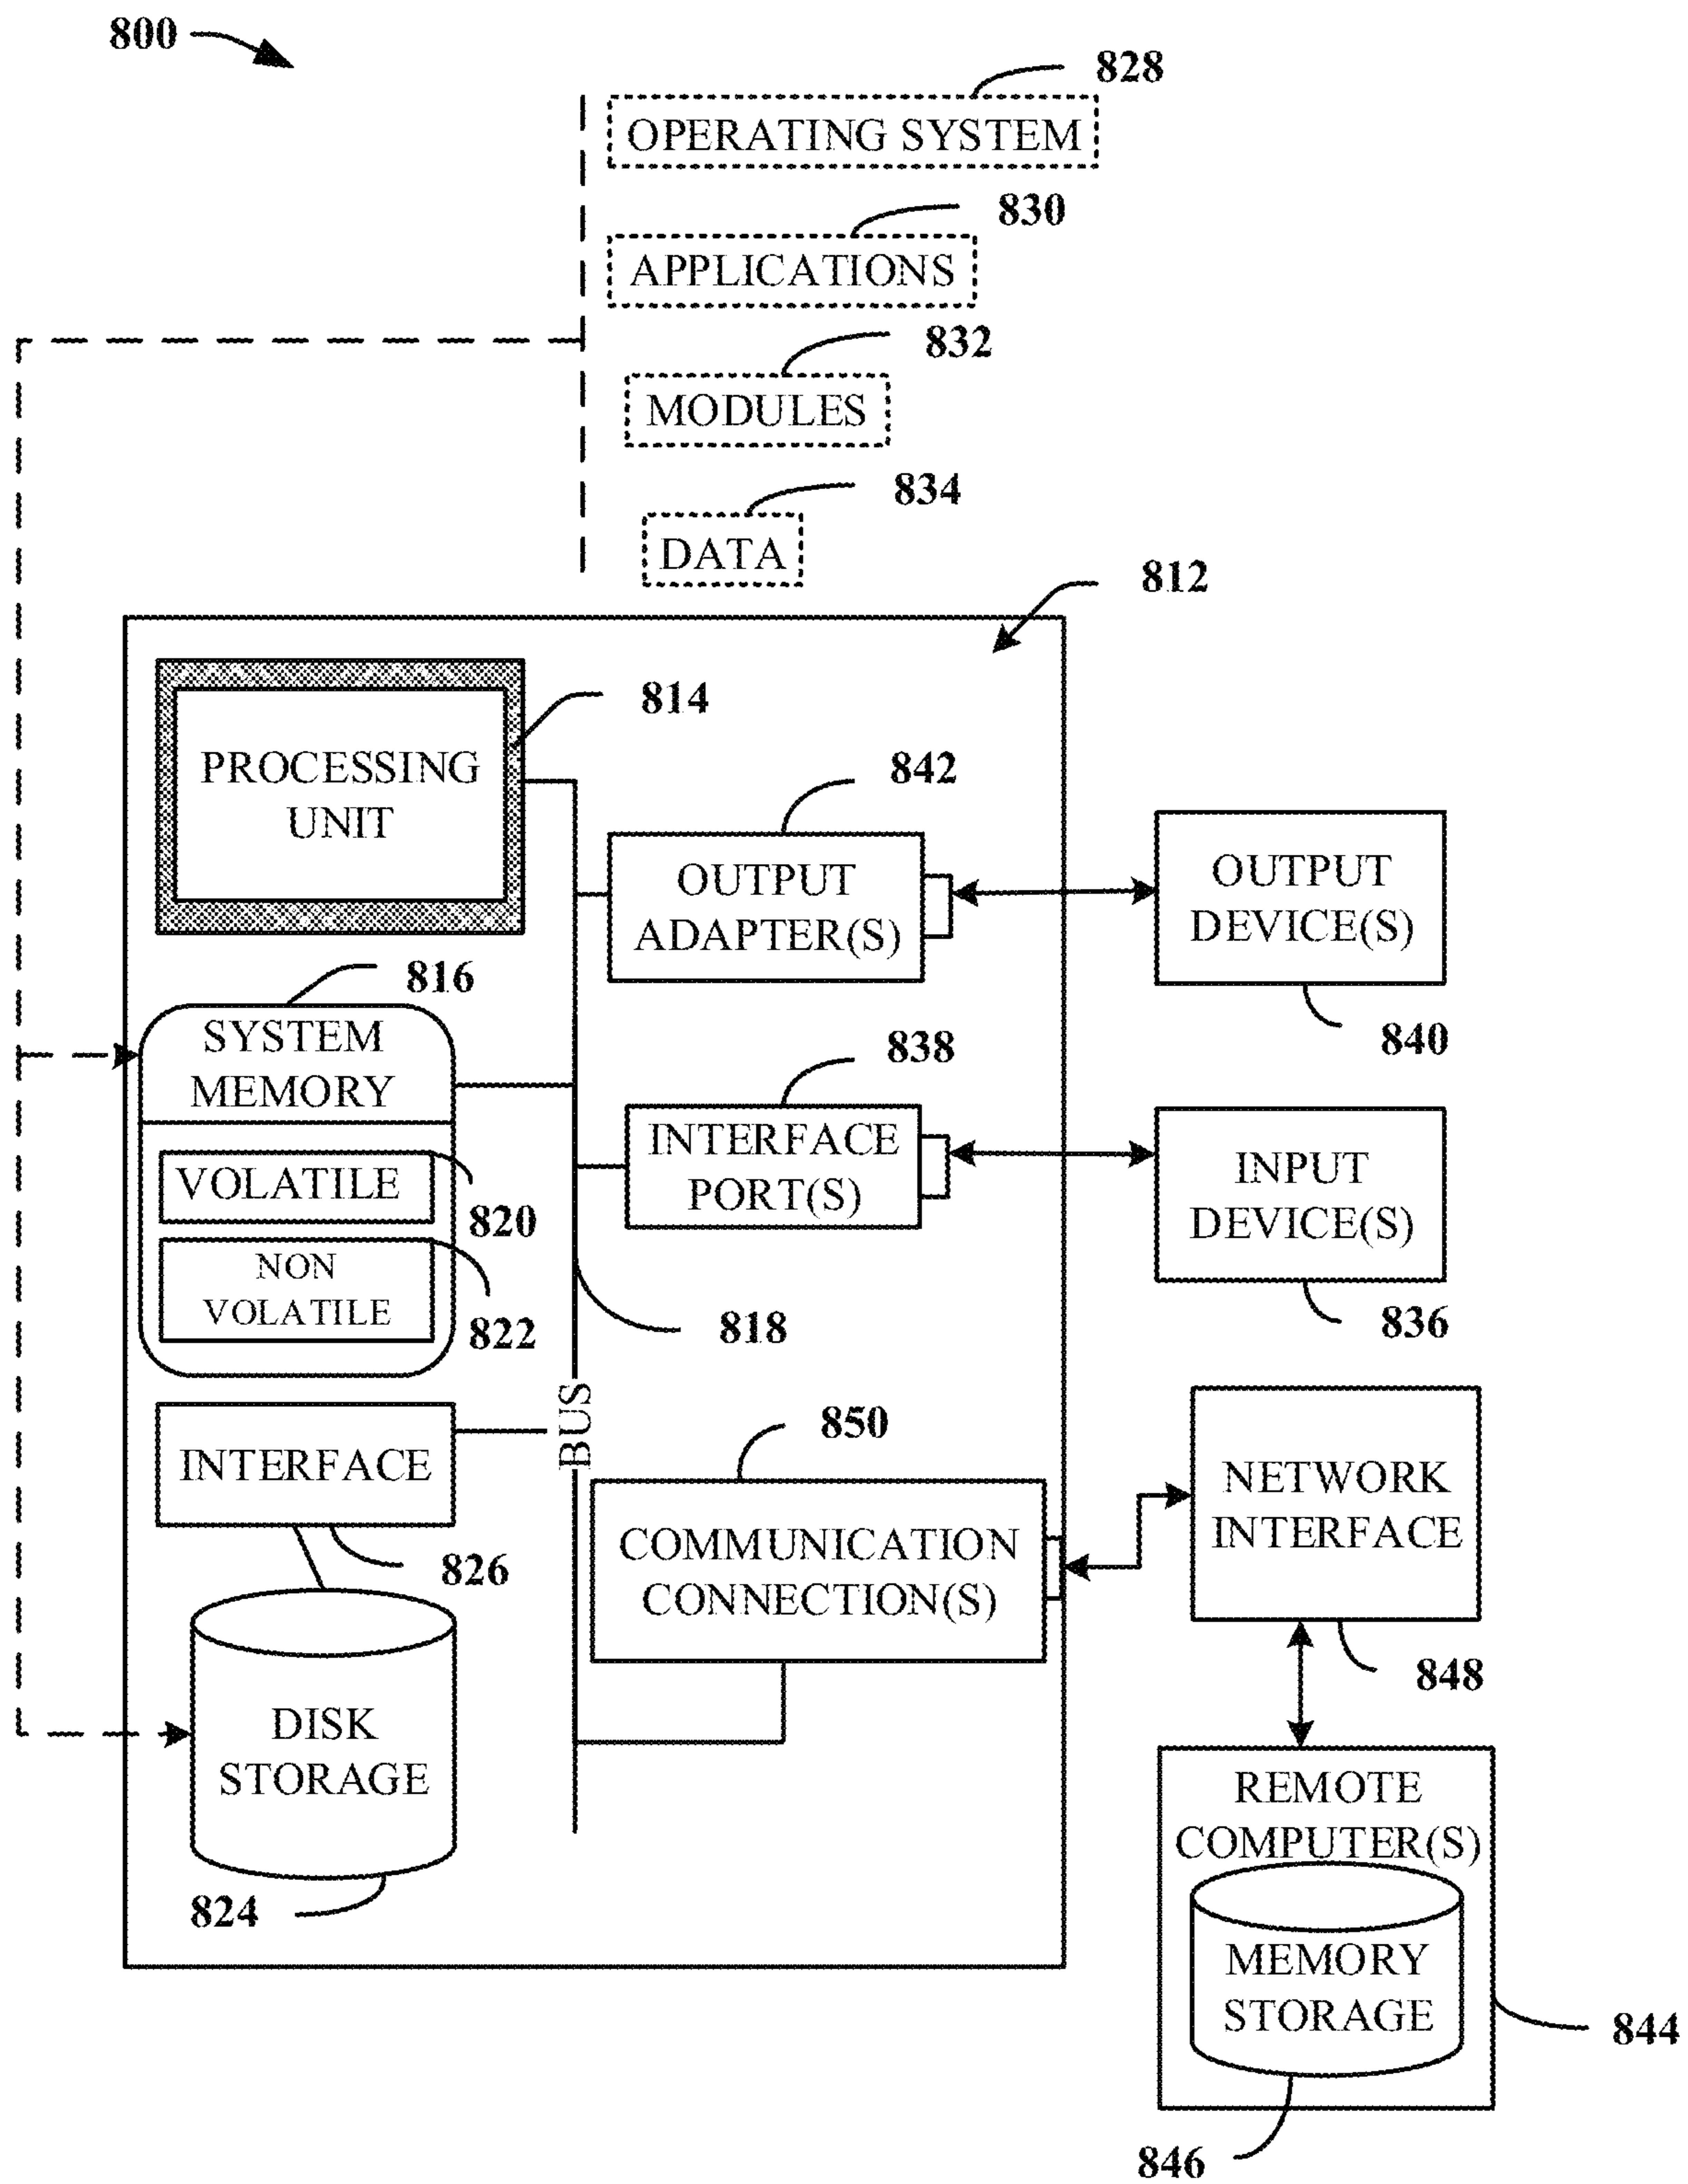 800
828
OPERATING SYSTEM
830
APPLICATIONS
832
MODULES
834
DATA
812
814
PROCESSING
UNIT
842
OUTPUT
ADAPTER(S)
OUTPUT
DEVICE(S)
840
816
SYSTEM
MEMORY
838
INTERFACE
PORT(S)
INPUT
DEVICE(S)
836
VOLATILE
820
NON
VOLATILE
822
818
BUS
INTERFACE
826
850
COMMUNICATION
CONNECTION(S)
NETWORK
INTERFACE
848
DISK
STORAGE
824
REMOTE
COMPUTER(S)
MEMORY
STORAGE
844
846